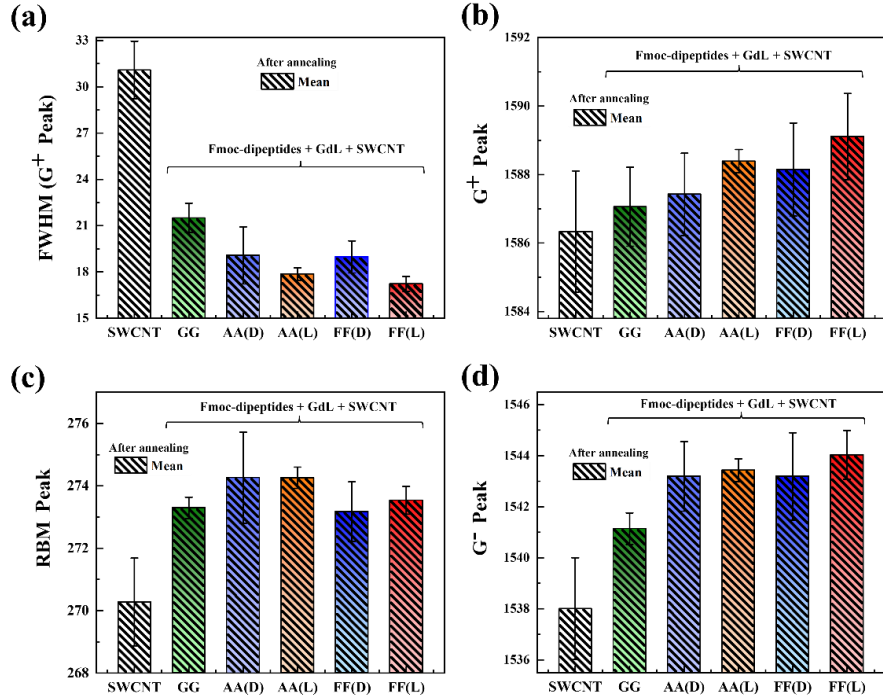 (a)
33
30
27
24
21
18
15
FWHM (G+ Peak)
After annealing
Mean
Fmoc-dipeptides + GdL + SWCNT
SWCNT GG AA(D) AA(L) FF(D) FF(L)
(b)
1592
1590
1588
1586
1584
G+ Peak
Fmoc-dipeptides + GdL + SWCNT
After annealing
Mean
SWCNT GG AA(D) AA(L) FF(D) FF(L)
(c)
276
274
272
270
268
RBM Peak
Fmoc-dipeptides + GdL + SWCNT
After annealing
Mean
SWCNT GG AA(D) AA(L) FF(D) FF(L)
(d)
1546
1544
1542
1540
1538
1536
G- Peak
Fmoc-dipeptides + GdL + SWCNT
After annealing
Mean
SWCNT GG AA(D) AA(L) FF(D) FF(L)